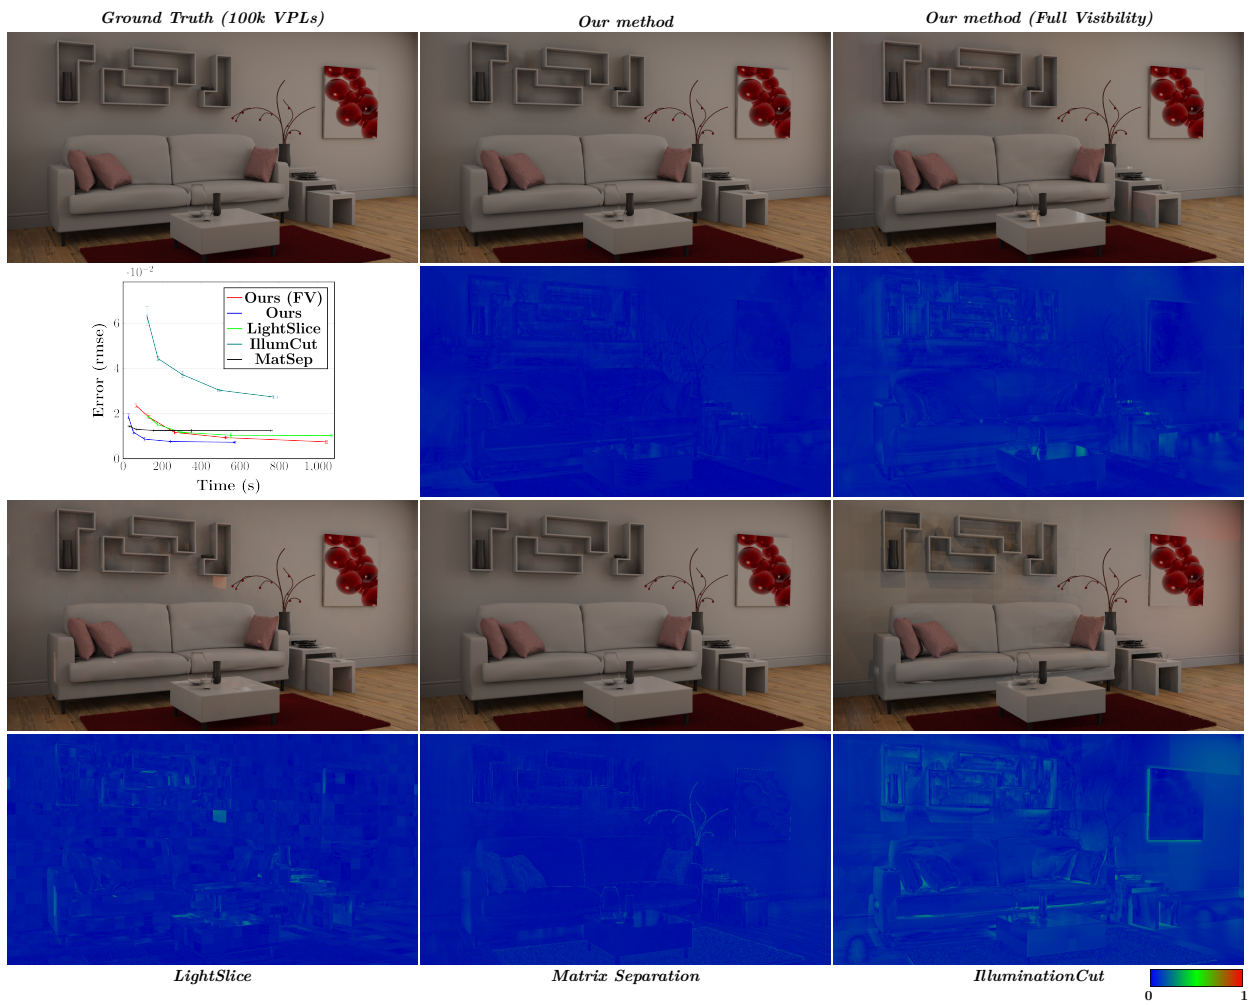 Ground Truth (100k VPLs)
Our method
Our method (Full Visibility)
·10⁻²
Ours (FV)
Ours
LightSlice
IllumCut
MatSep
6
4
2
0
Error (rmse)
0 200 400 600 800 1,000
Time (s)
LightSlice
Matrix Separation
IlluminationCut
0 1